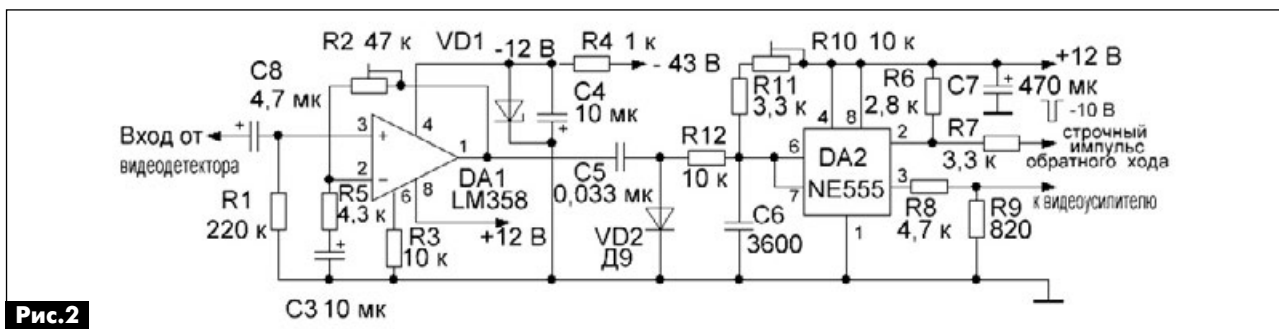 R2 47 к
VD1
-12 В
R4 1 к
- 43 В
R10 10 к
+12 В
C8
4,7 мк
C4
10 мк
R11
3,3 к
R6
2,8 к
C7
470 мк
-10 В
Вход от
видеодетектора
3
+
4
1
2
−
6
8
DA1
LM358
C5
0,033 мк
R12
10 к
4
8
6
7
DA2
NE555
2
3
1
R7
3,3 к
строчный
импульс
обратного хода
к видеоусилителю
R1
220 к
R5
4,3 к
R3
10 к
+12 В
VD2
Д9
C6
3600
R8
4,7 к
R9
820
C3 10 мк
Рис.2